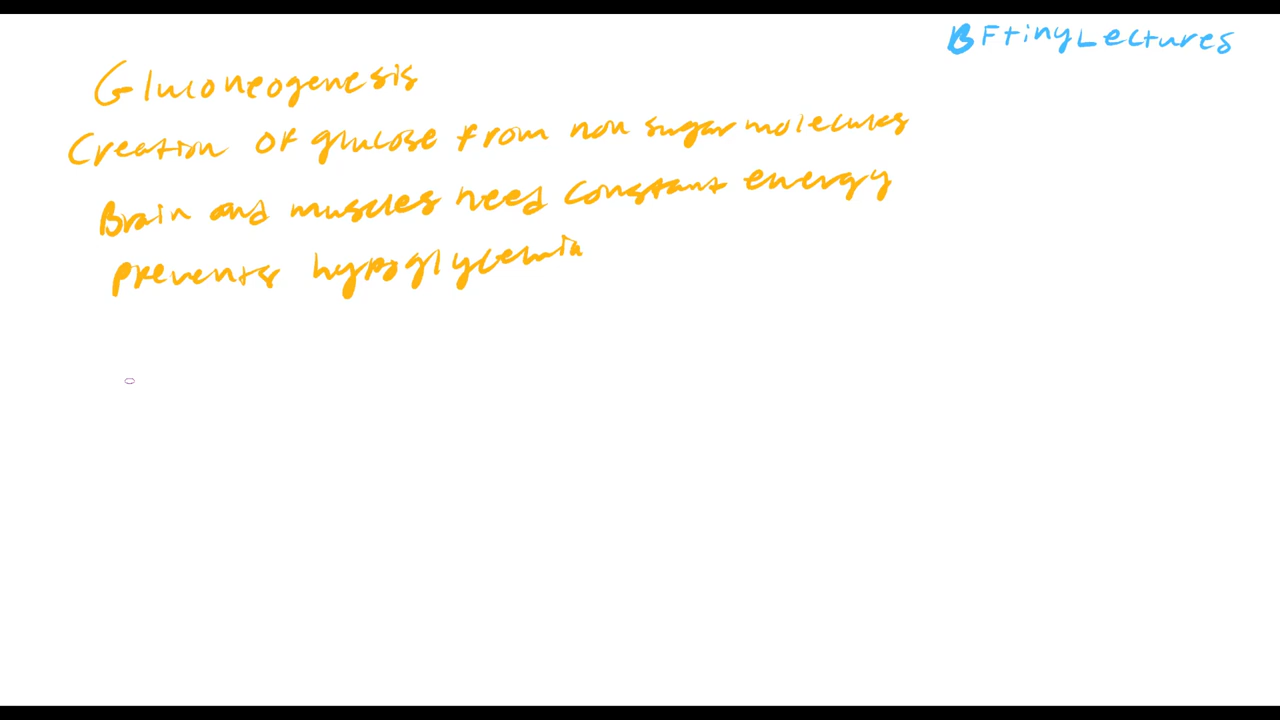 BFtinyLectures
Gluconeogenesis
Creation of glucose from non sugar molecules
Brain and muscles need constant energy
prevents hypoglycemia